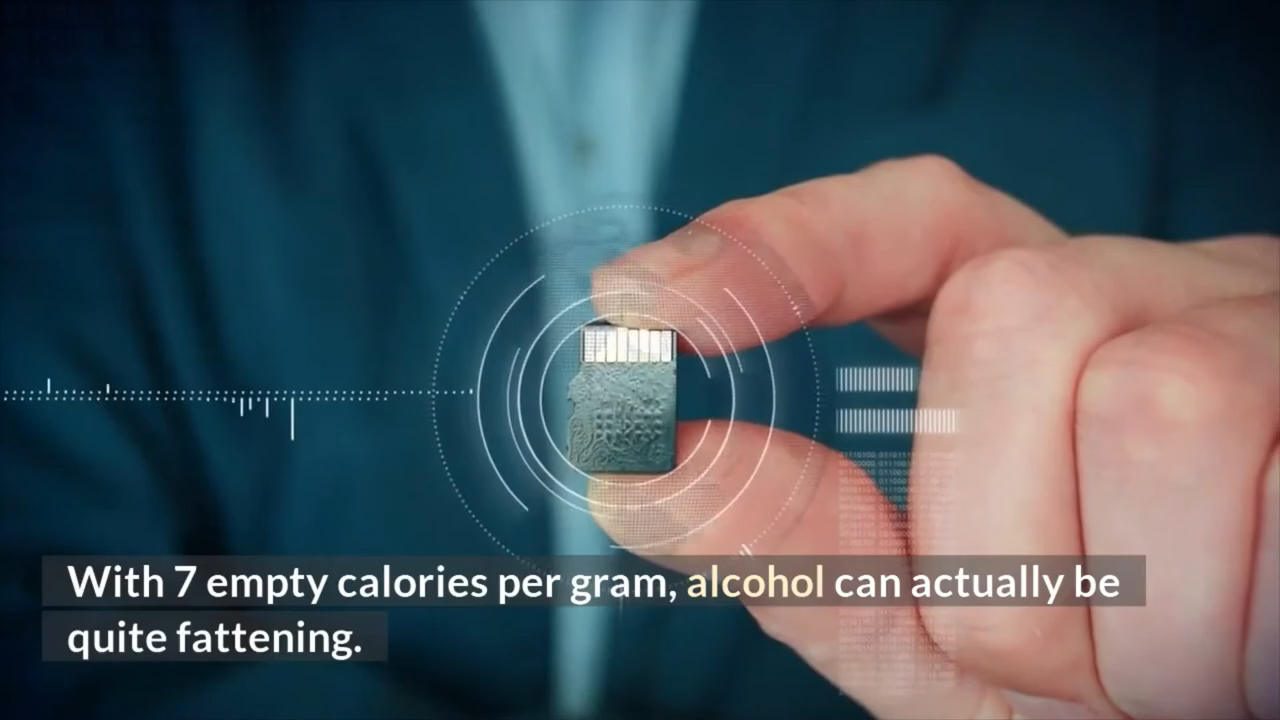 With 7 empty calories per gram, alcohol can actually be
quite fattening.